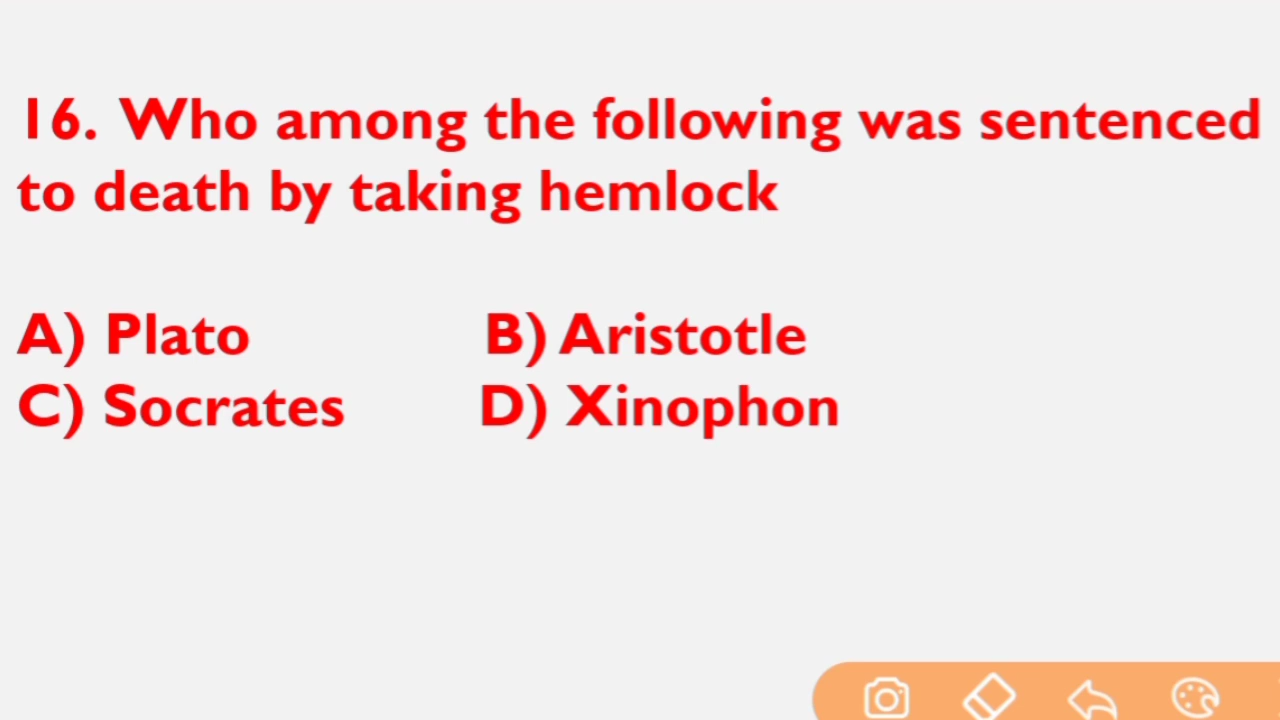 16. Who among the following was sentenced
to death by taking hemlock
A) Plato B) Aristotle
C) Socrates D) Xinophon